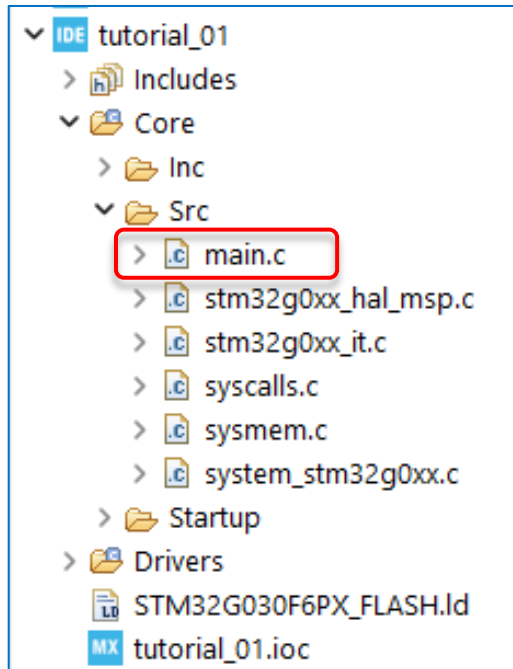 IDE tutorial_01
h Includes
c Core
Inc
Src
.c main.c
.c stm32g0xx_hal_msp.c
.c stm32g0xx_it.c
.c syscalls.c
.c sysmem.c
.c system_stm32g0xx.c
Startup
Drivers
LD STM32G030F6PX_FLASH.ld
MX tutorial_01.ioc